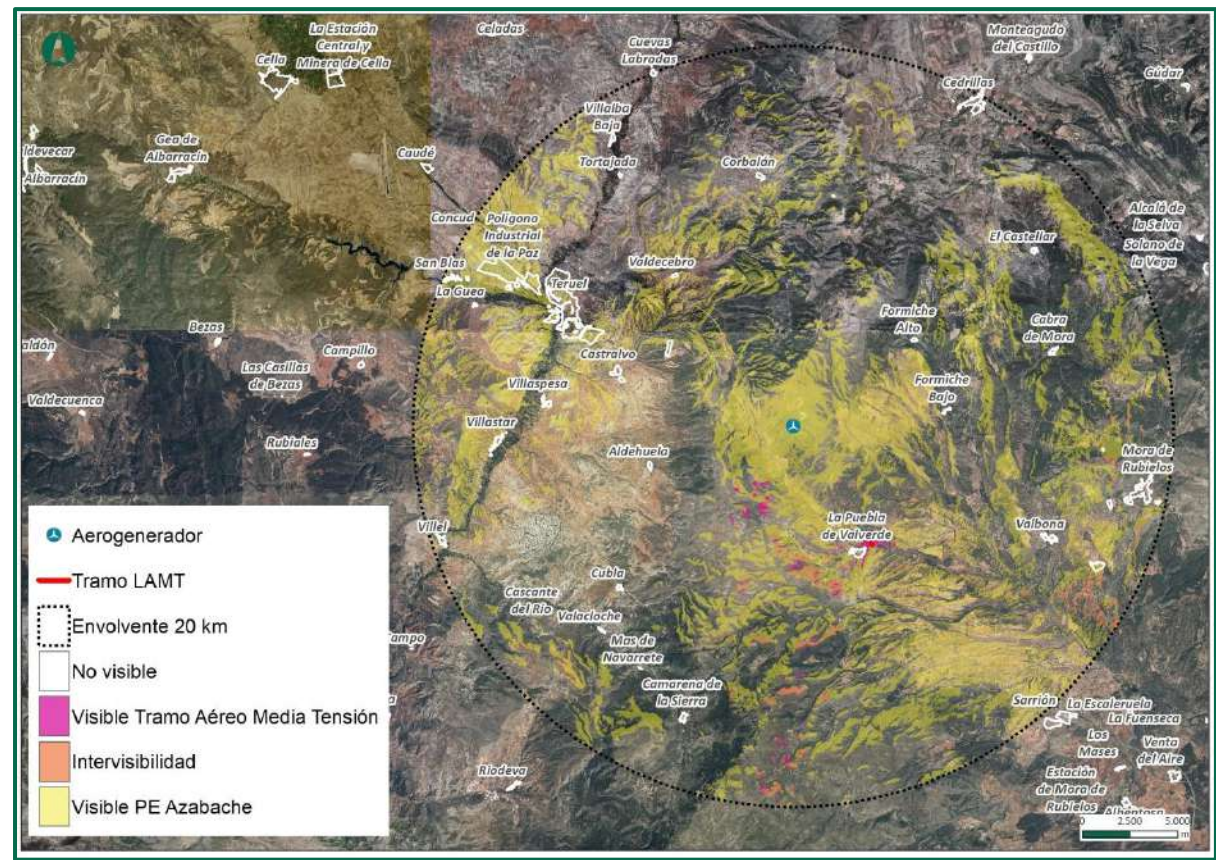 Celadas
La Estación
Central y
Minera de Cella
Cella
Cuevas
Labradas
Monteagudo
del Castillo
Gúdar
Cedrillas
Villalba
Baja
Gea de
Albarracín
Caudé
Tortajada
Corbalán
Albarracín
Concud
Polígono
Industrial
de la Paz
Alcalá de
la Selva
Solano de
la Vega
El Castellar
San Blas
Valdecebro
Teruel
La Guea
Bezas
Formiche
Alto
Cabra
de Mora
Campillo
Castralvo
Las Casillas
de Bezas
Villaspesa
Formiche
Bajo
Valdecuenca
Villastar
Rubiales
Aldehuela
Mora de
Rubielos
Villel
La Puebla
de Valverde
Valbona
Cubla
Cascante
del Río
Valacloche
Mas de
Navarrete
Camarena de
la Sierra
Sarrión
La Escaleruela
La Fuenseca
Los
Mases
Venta
del Aire
Riodeva
Estación
de Mora de
Rubielos
Albentosa
Aerogenerador
Tramo LAMT
Envolvente 20 km
No visible
Visible Tramo Aéreo Media Tensión
Intervisibilidad
Visible PE Azabache
0 2.500 5.000
m